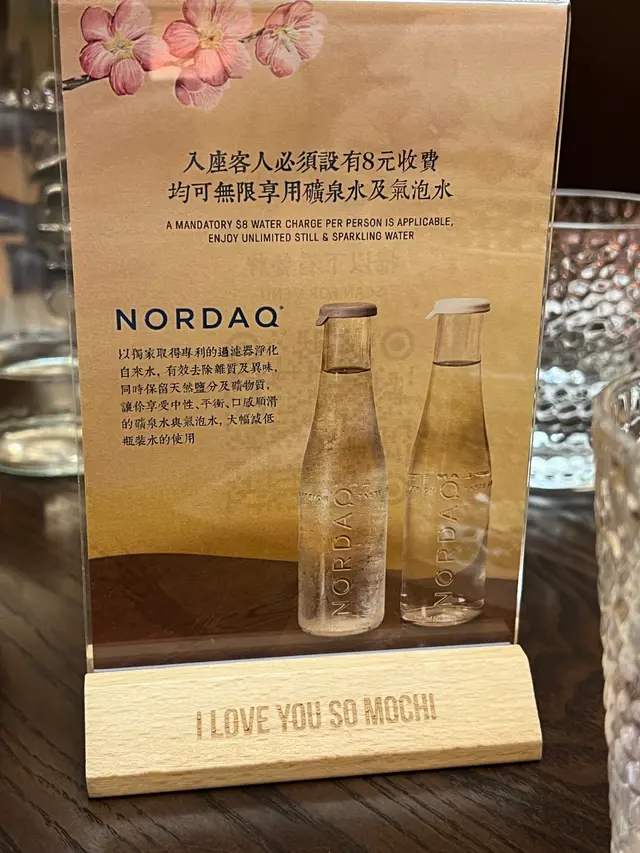 入座客人必須設有8元收費
均可無限享用礦泉水及氣泡水
A MANDATORY $8 WATER CHARGE PER PERSON IS APPLICABLE,
ENJOY UNLIMITED STILL & SPARKLING WATER
NORDAQ®
以獨家取得專利的過濾器淨化
自來水, 有效去除雜質及異味,
同時保留天然鹽分及礦物質,
讓你享受中性、平衡、口感順滑
的礦泉水與氣泡水, 大幅減低
瓶裝水的使用
NORDAQ
NORDAQ
I LOVE YOU SO MOCHI